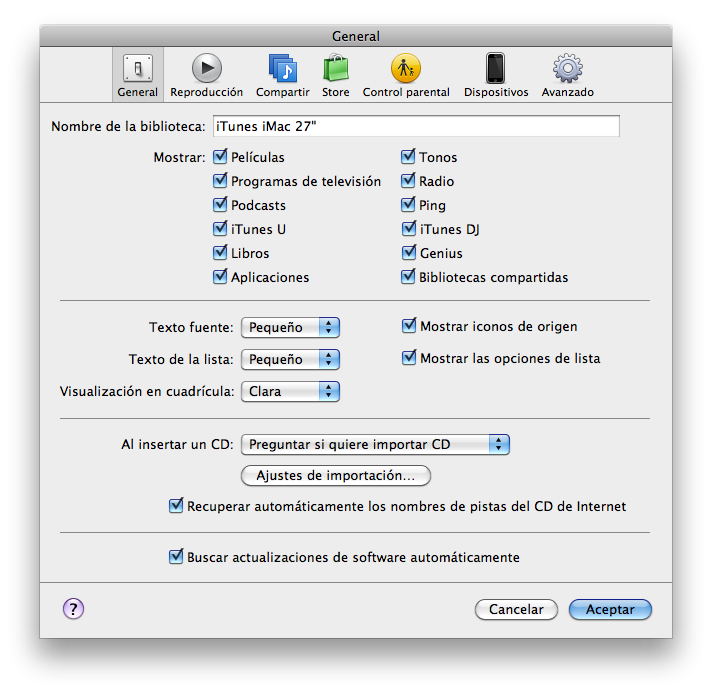 General
General Reproducción Compartir Store Control parental Dispositivos Avanzado
Nombre de la biblioteca: iTunes iMac 27"
Mostrar: Películas Tonos
Programas de televisión Radio
Podcasts Ping
iTunes U iTunes DJ
Libros Genius
Aplicaciones Bibliotecas compartidas
Texto fuente: Pequeño Mostrar iconos de origen
Texto de la lista: Pequeño Mostrar las opciones de lista
Visualización en cuadrícula: Clara
Al insertar un CD: Preguntar si quiere importar CD
Ajustes de importación...
Recuperar automáticamente los nombres de pistas del CD de Internet
Buscar actualizaciones de software automáticamente
? Cancelar Aceptar